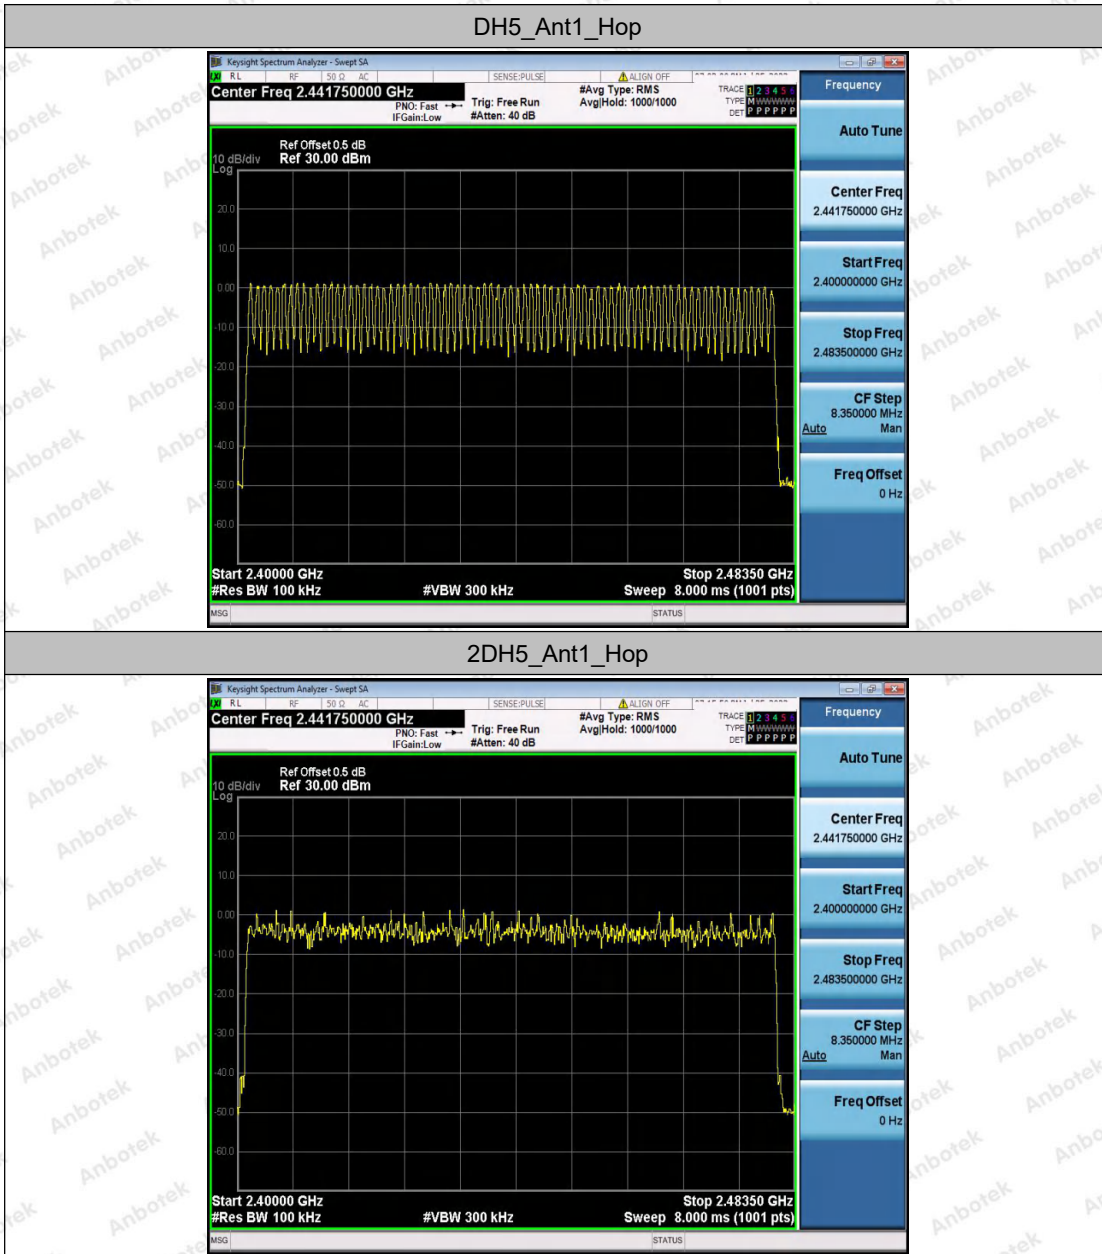 DH5_Ant1_Hop
Keysight Spectrum Analyzer - Swept SA
RL RF 50 Ω AC SENSE:PULSE ALIGN OFF
Center Freq 2.441750000 GHz
PNO: Fast
IFGain:Low
Trig: Free Run
#Atten: 40 dB
#Avg Type: RMS
Avg|Hold: 1000/1000
TRACE 1 2 3 4 5 6
TYPE M W W W W W
DET P P P P P P
10 dB/div
Log
Ref Offset 0.5 dB
Ref 30.00 dBm
20.0
10.0
0.00
-10.0
-20.0
-30.0
-40.0
-50.0
-60.0
Start 2.40000 GHz
Stop 2.48350 GHz
#Res BW 100 kHz
#VBW 300 kHz
Sweep 8.000 ms (1001 pts)
MSG
STATUS
Frequency
Auto Tune
Center Freq
2.441750000 GHz
Start Freq
2.400000000 GHz
Stop Freq
2.483500000 GHz
CF Step
8.350000 MHz
Auto Man
Freq Offset
0 Hz
2DH5_Ant1_Hop
Keysight Spectrum Analyzer - Swept SA
RL RF 50 Ω AC SENSE:PULSE ALIGN OFF
Center Freq 2.441750000 GHz
PNO: Fast
IFGain:Low
Trig: Free Run
#Atten: 40 dB
#Avg Type: RMS
Avg|Hold: 1000/1000
TRACE 1 2 3 4 5 6
TYPE M W W W W W
DET P P P P P P
10 dB/div
Log
Ref Offset 0.5 dB
Ref 30.00 dBm
20.0
10.0
0.00
-10.0
-20.0
-30.0
-40.0
-50.0
-60.0
Start 2.40000 GHz
Stop 2.48350 GHz
#Res BW 100 kHz
#VBW 300 kHz
Sweep 8.000 ms (1001 pts)
MSG
STATUS
Frequency
Auto Tune
Center Freq
2.441750000 GHz
Start Freq
2.400000000 GHz
Stop Freq
2.483500000 GHz
CF Step
8.350000 MHz
Auto Man
Freq Offset
0 Hz
Anbotek